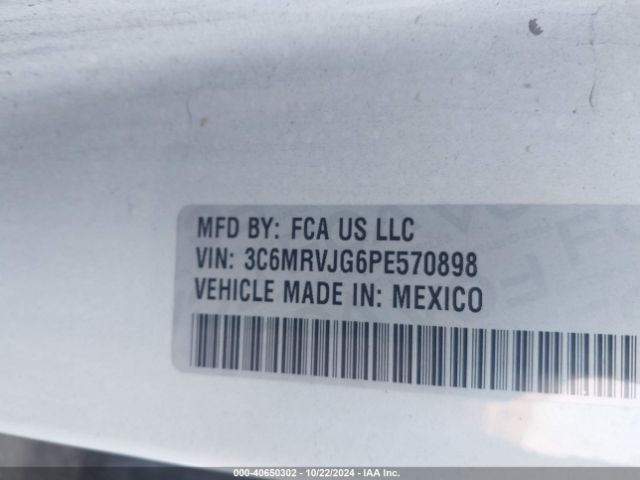 MFD BY: FCA US LLC
VIN: 3C6MRVJG6PE570898
VEHICLE MADE IN: MEXICO
000-40650302 - 10/22/2024 - IAA Inc.